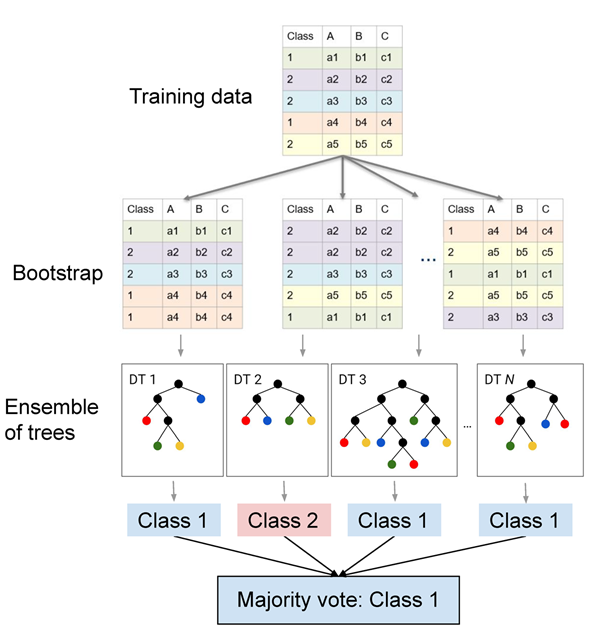 Class A B C
1 a1 b1 c1
2 a2 b2 c2
Training data
2 a3 b3 c3
1 a4 b4 c4
2 a5 b5 c5
Class A B C
1 a1 b1 c1
2 a2 b2 c2
2 a3 b3 c3
1 a4 b4 c4
1 a4 b4 c4
Class A B C
2 a2 b2 c2
2 a2 b2 c2
2 a3 b3 c3
2 a5 b5 c5
1 a1 b1 c1
...
Class A B C
1 a4 b4 c4
2 a5 b5 c5
1 a1 b1 c1
2 a5 b5 c5
2 a3 b3 c3
Bootstrap
DT 1 DT 2 DT 3 DT N
Ensemble
of trees
...
Class 1 Class 2 Class 1 Class 1
Majority vote: Class 1